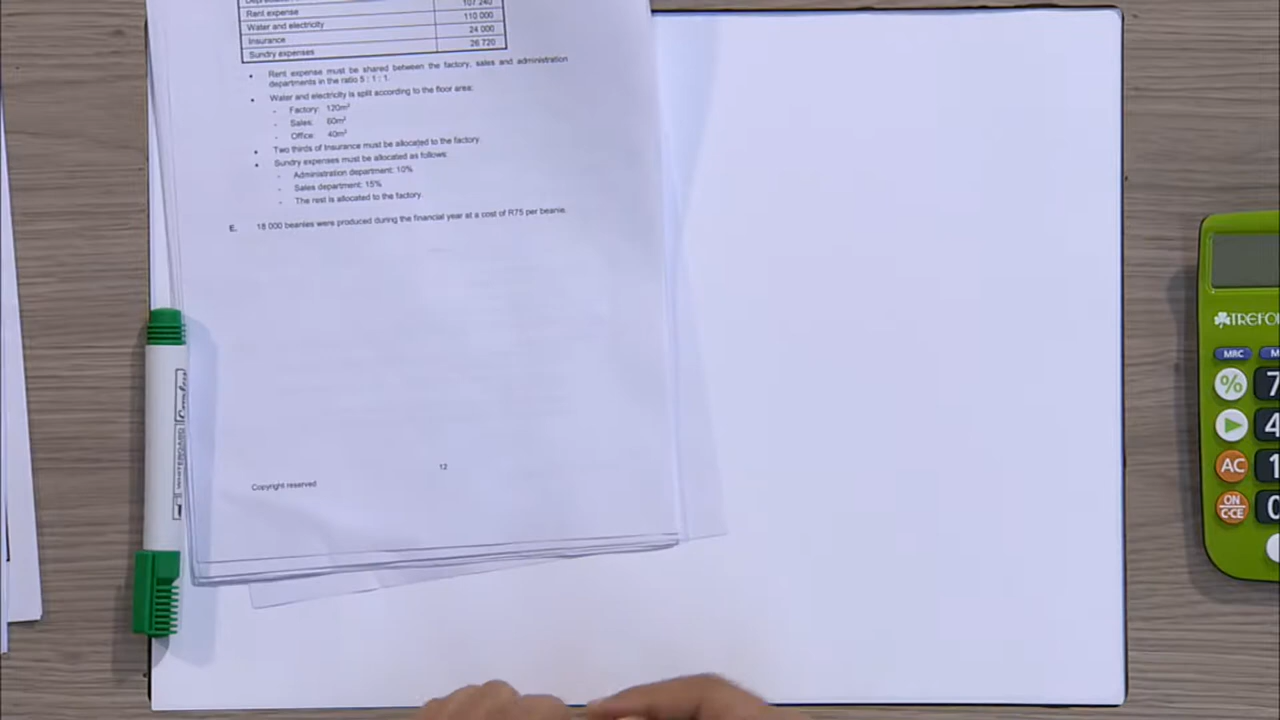 107 240
Rent expense 110 000
Water and electricity 24 000
Insurance 26 720
Sundry expenses
• Rent expense must be shared between the factory, sales and administration
departments in the ratio 5 : 1 : 1.
• Water and electricity is split according to the floor area:
- Factory: 120m²
- Sales: 60m²
- Office: 40m²
• Two thirds of Insurance must be allocated to the factory.
• Sundry expenses must be allocated as follows:
- Administration department: 10%
- Sales department: 15%
- The rest is allocated to the factory.
E. 18 000 beanies were produced during the financial year at a cost of R75 per beanie.
12
Copyright reserved
WHITEBOARD
TREFO
MRC M
% 7
4
AC 1
ON
C·CE 0